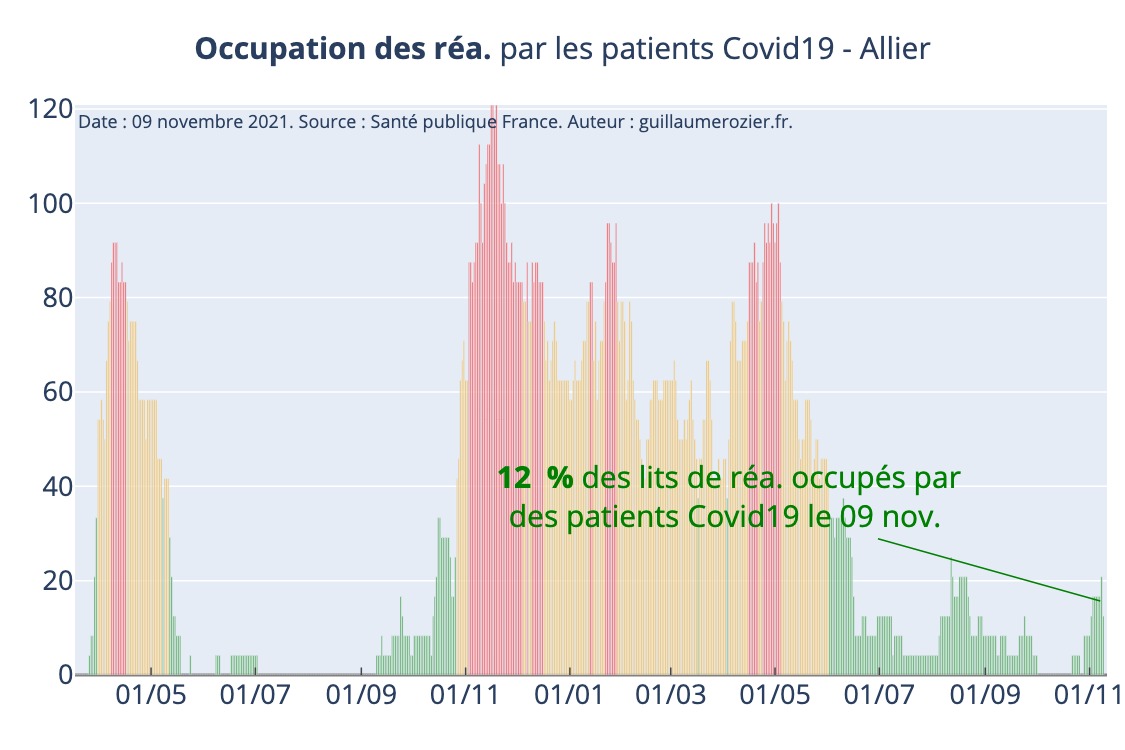 Occupation des réa. par les patients Covid19 - Allier
120
Date : 09 novembre 2021. Source : Santé publique France. Auteur : guillaumerozier.fr.
100
80
60
40
12 % des lits de réa. occupés par
des patients Covid19 le 09 nov.
20
0
01/05 01/07 01/09 01/11 01/01 01/03 01/05 01/07 01/09 01/11